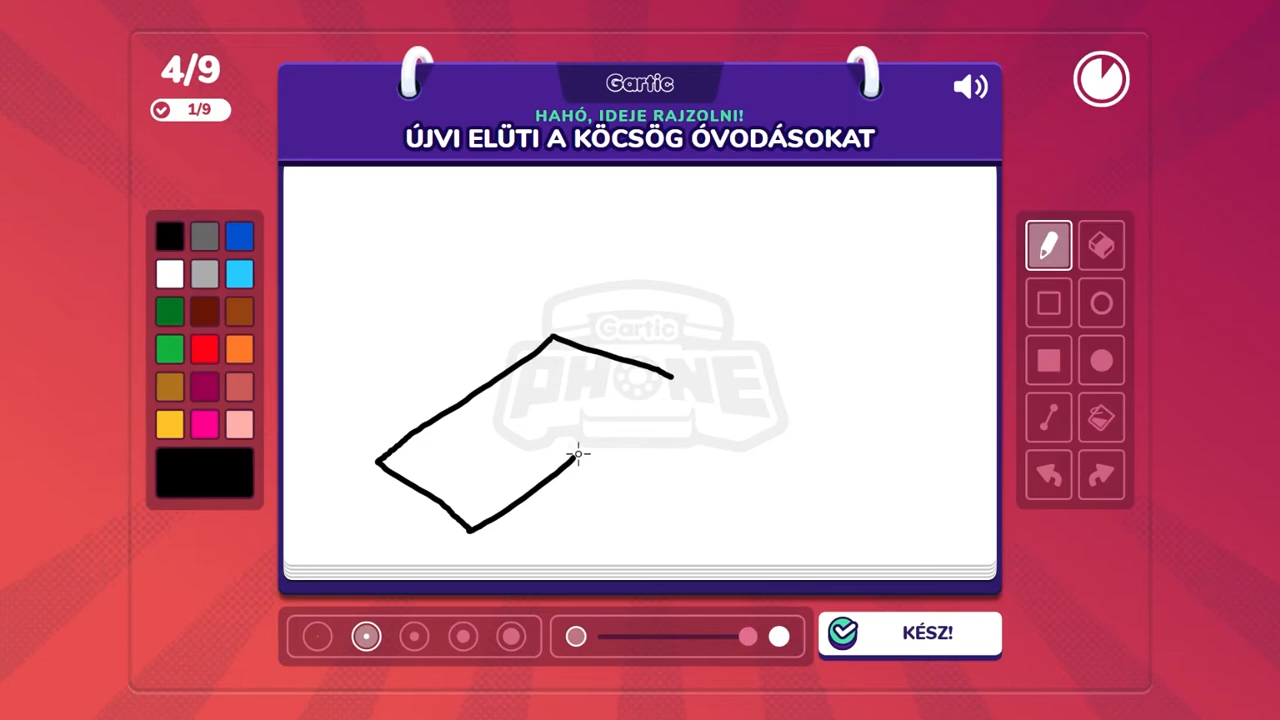 4/9
1/9
Gartic
HAHÓ, IDEJE RAJZOLNI!
ÚJVI ELÜTI A KÖCSÖG ÓVODÁSOKAT
Gartic
PHONE
KÉSZ!